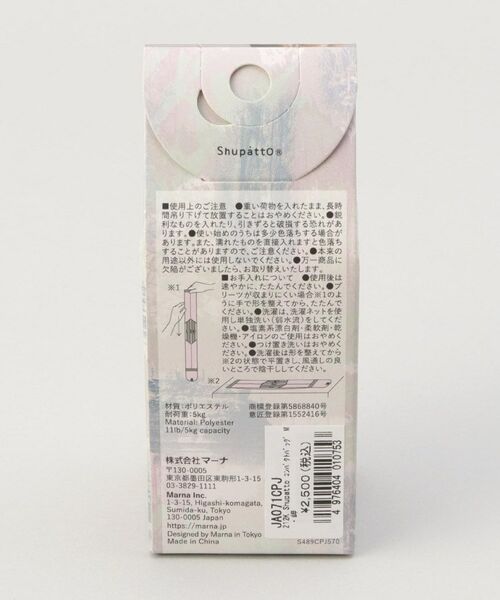 Shupatto®
■使用上のご注意 ●重い荷物を入れたまま、長時
間吊り下げて放置することはおやめください。●鋭
利なものを入れたり、引きずると破損する恐れがあ
ります。●使い始めのうちは多少色落ちする場合が
あります。また、濡れたものを直接入れますと色落ち
することがありますので、ご注意ください。●本来の
用途以外には使用しないでください。●万一商品に
欠陥がございましたら、お取り替えいたします。
■お手入れについて ●使用後は
速やかに、たたんでください。●プ
リーツが収まりにくい場合※1のよ
うに手で形を整えてから、たたんで
ください。●洗濯は、洗濯ネットを使
用し単独洗い(弱水流)をしてくだ
さい。●塩素系漂白剤・柔軟剤・乾
燥機・アイロンのご使用はおやめく
ださい。●つけ置き洗いはおやめく
ださい。●洗濯後は形を整えてから
※2の状態で平置きし、風通しの良
いところで陰干ししてください。
※1
※2
材質:ポリエステル
耐荷重:5kg
Material: Polyester
11lb/5kg capacity
商標登録第5868840号
意匠登録第1552416号
株式会社 マーナ
〒130-0005
東京都墨田区東駒形1-3-15
03-3829-1111
Marna Inc.
1-3-15, Higashi-komagata,
Sumida-ku, Tokyo
130-0005 Japan
https://marna.jp
Designed by Marna in Tokyo
Made in China
JA071CPJ
2'2K Shupatto コンパクトバッグ M
¥2,500(税込)
4 976404 010753
S489CPJ570